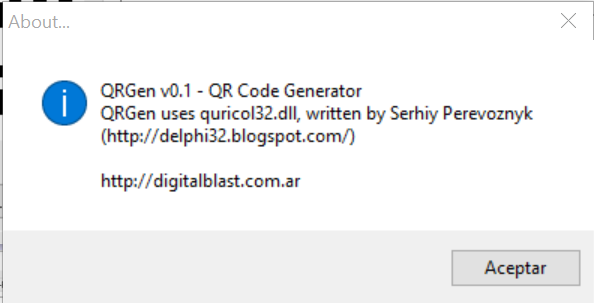 About...
QRGen v0.1 - QR Code Generator
QRGen uses quricol32.dll, written by Serhiy Perevoznyk
(http://delphi32.blogspot.com/)
http://digitalblast.com.ar
Aceptar